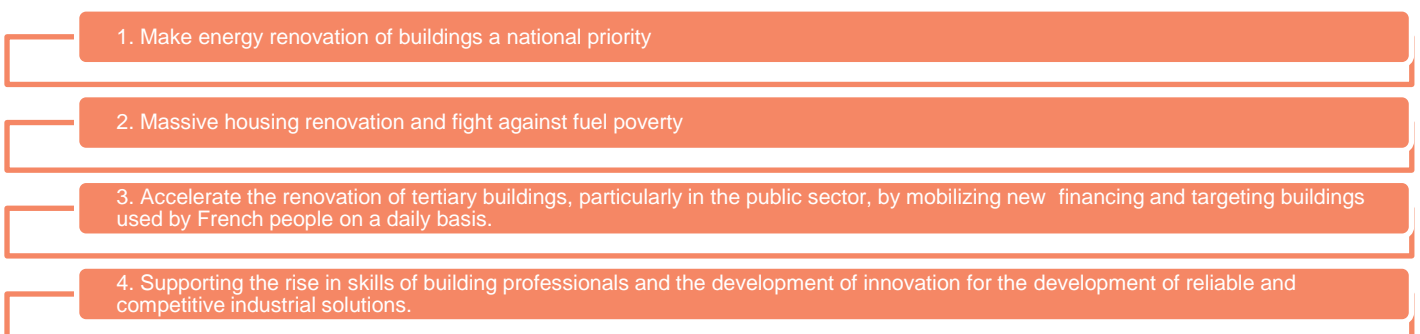 1. Make energy renovation of buildings a national priority
2. Massive housing renovation and fight against fuel poverty
3. Accelerate the renovation of tertiary buildings, particularly in the public sector, by mobilizing new  financing and targeting buildings
used by French people on a daily basis.
4. Supporting the rise in skills of building professionals and the development of innovation for the development of reliable and
competitive industrial solutions.